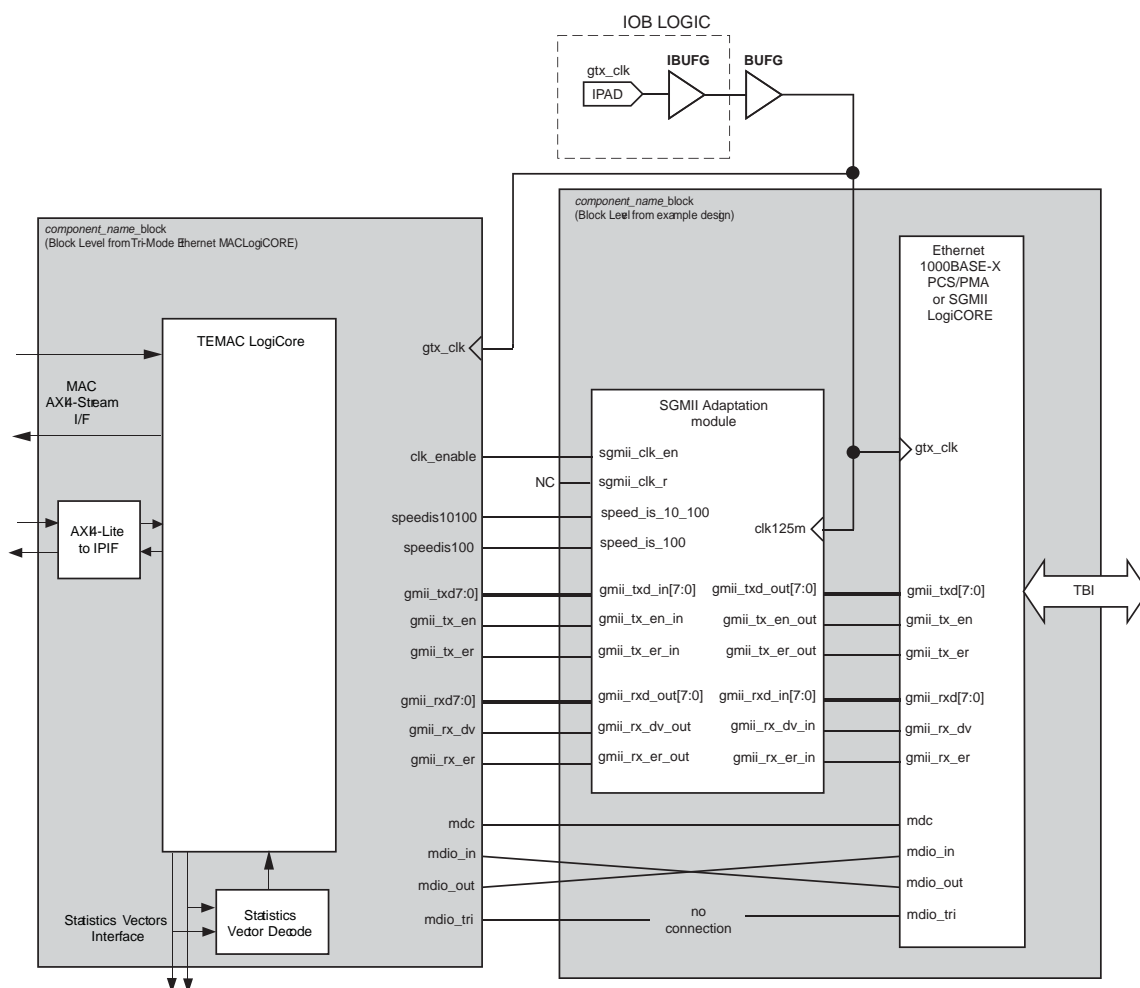 IOB LOGIC
gtx_clk
IBUFG
BUFG
IPAD
component_name_block
(Block Level from Tri-Mode Ethernet MACLogiCORE)
component_name_block
(Block Level from example design)
Ethernet
1000BASE-X
PCS/PMA
or SGMII
LogiCORE
TEMAC LogiCore
gtx_clk
MAC
AXI4-Stream
I/F
AXI4-Lite
to IPIF
SGMII Adaptation
module
clk_enable
speedis10100
speedis100
gmii_txd7:0]
gmii_tx_en
gmii_tx_er
gmii_rxd7:0]
gmii_rx_dv
gmii_rx_er
mdc
mdio_in
mdio_out
mdio_tri
NC
sgmii_clk_en
sgmii_clk_r
speed_is_10_100
speed_is_100
gmii_txd_in[7:0]
gmii_tx_en_in
gmii_tx_er_in
gmii_rxd_out[7:0]
gmii_rx_dv_out
gmii_rx_er_out
clk125m
gmii_txd_out[7:0]
gmii_tx_en_out
gmii_tx_er_out
gmii_rxd_in[7:0]
gmii_rx_dv_in
gmii_rx_er_in
gtx_clk
gmii_txd[7:0]
gmii_tx_en
gmii_tx_er
gmii_rxd[7:0]
gmii_rx_dv
gmii_rx_er
mdc
mdio_in
mdio_out
mdio_tri
TBI
no
connection
Statistics Vectors
Interface
Statistics
Vector Decode